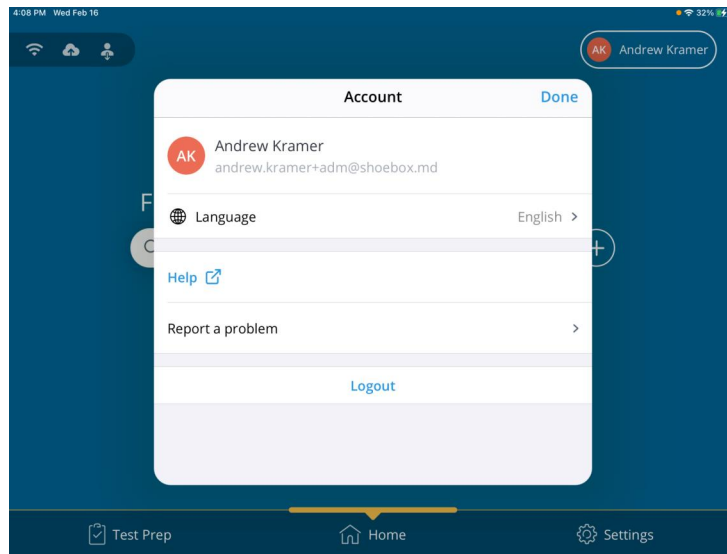 4:08 PM Wed Feb 16
32%
AK Andrew Kramer
Account
Done
AK
Andrew Kramer
andrew.kramer+adm@shoebox.md
F
Language
English
Help
Report a problem
Logout
Test Prep
Home
Settings